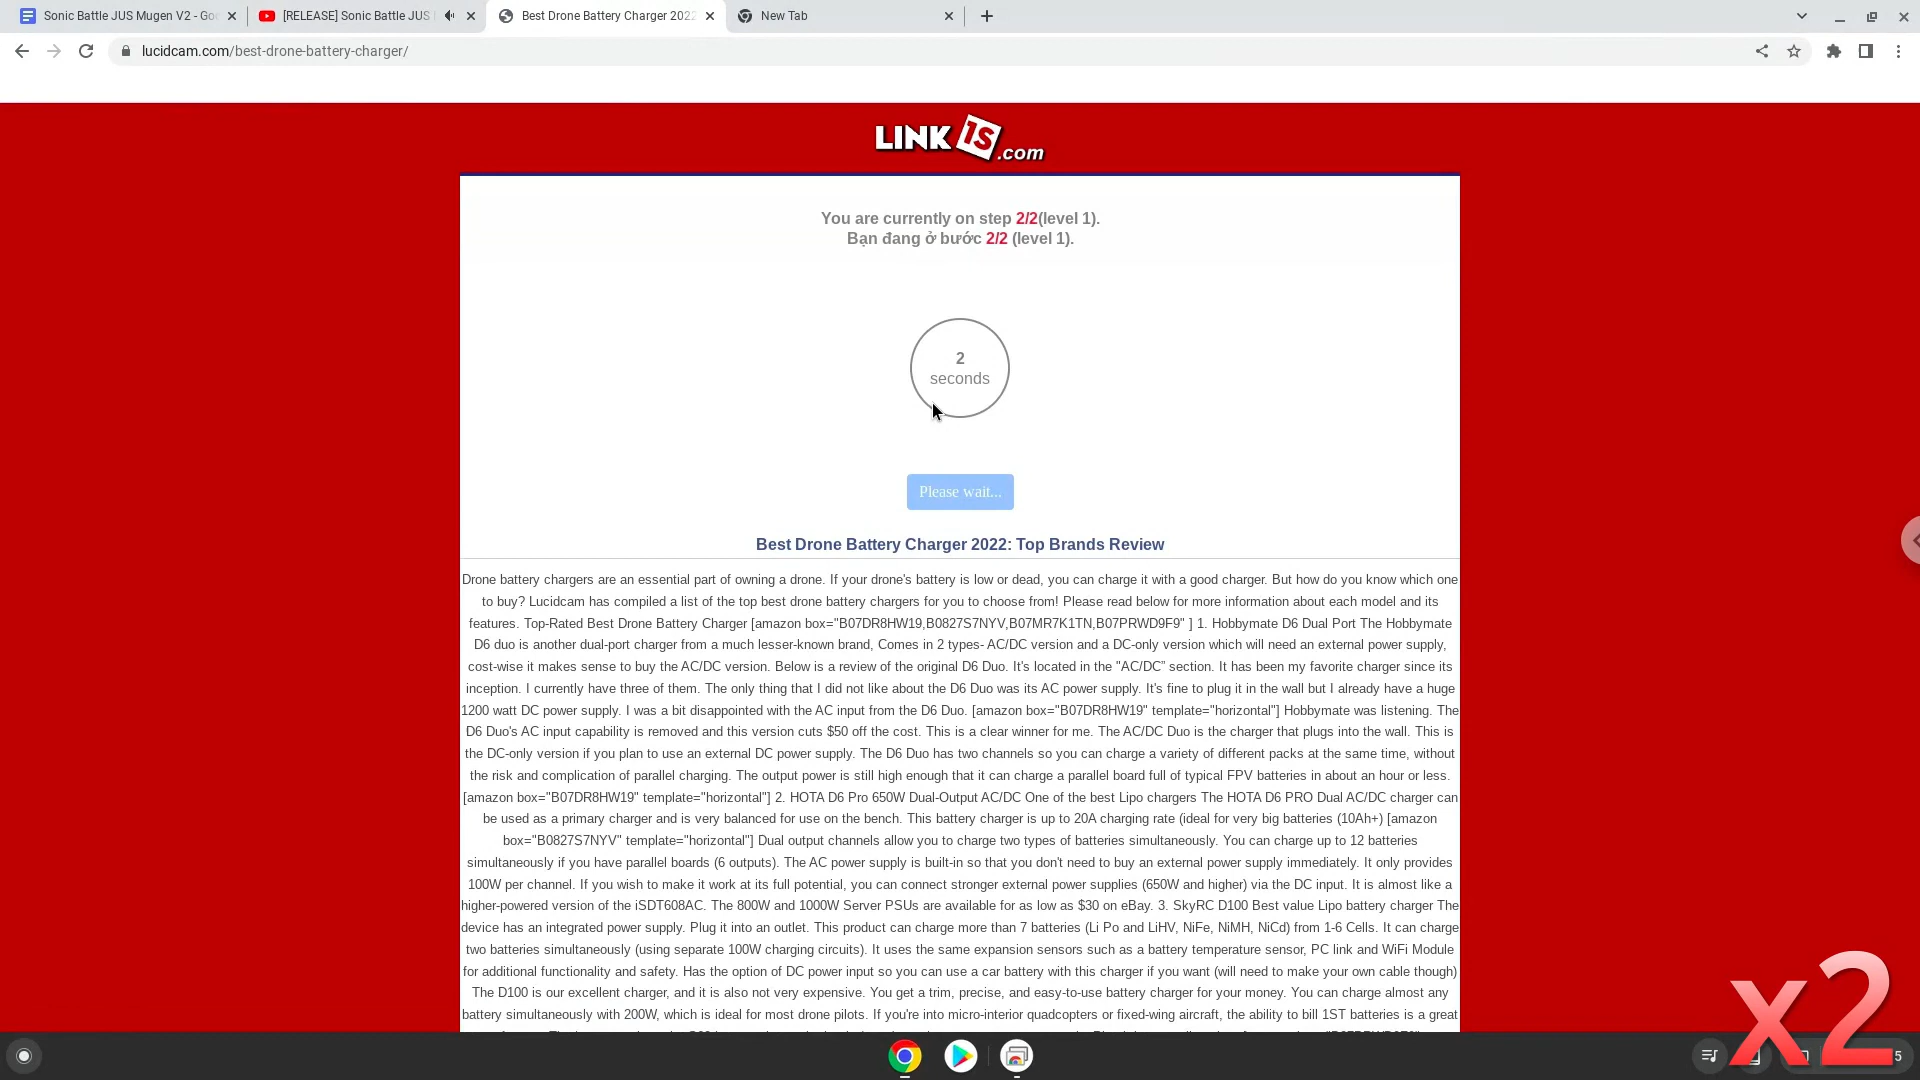 Sonic Battle JUS Mugen V2 - Go
[RELEASE] Sonic Battle JUS
Best Drone Battery Charger 2022
New Tab
lucidcam.com/best-drone-battery-charger/
LINK1S.com
You are currently on step 2/2(level 1).
Bạn đang ở bước 2/2 (level 1).
2
seconds
Please wait...
Best Drone Battery Charger 2022: Top Brands Review
Drone battery chargers are an essential part of owning a drone. If your drone's battery is low or dead, you can charge it with a good charger. But how do you know which one
to buy? Lucidcam has compiled a list of the top best drone battery chargers for you to choose from! Please read below for more information about each model and its
features. Top-Rated Best Drone Battery Charger [amazon box="B07DR8HW19,B0827S7NYV,B07MR7K1TN,B07PRWD9F9" ] 1. Hobbymate D6 Dual Port The Hobbymate
D6 duo is another dual-port charger from a much lesser-known brand, Comes in 2 types- AC/DC version and a DC-only version which will need an external power supply,
cost-wise it makes sense to buy the AC/DC version. Below is a review of the original D6 Duo. It's located in the "AC/DC" section. It has been my favorite charger since its
inception. I currently have three of them. The only thing that I did not like about the D6 Duo was its AC power supply. It's fine to plug it in the wall but I already have a huge
1200 watt DC power supply. I was a bit disappointed with the AC input from the D6 Duo. [amazon box="B07DR8HW19" template="horizontal"] Hobbymate was listening. The
D6 Duo's AC input capability is removed and this version cuts $50 off the cost. This is a clear winner for me. The AC/DC Duo is the charger that plugs into the wall. This is
the DC-only version if you plan to use an external DC power supply. The D6 Duo has two channels so you can charge a variety of different packs at the same time, without
the risk and complication of parallel charging. The output power is still high enough that it can charge a parallel board full of typical FPV batteries in about an hour or less.
[amazon box="B07DR8HW19" template="horizontal"] 2. HOTA D6 Pro 650W Dual-Output AC/DC One of the best Lipo chargers The HOTA D6 PRO Dual AC/DC charger can
be used as a primary charger and is very balanced for use on the bench. This battery charger is up to 20A charging rate (ideal for very big batteries (10Ah+) [amazon
box="B0827S7NYV" template="horizontal"] Dual output channels allow you to charge two types of batteries simultaneously. You can charge up to 12 batteries
simultaneously if you have parallel boards (6 outputs). The AC power supply is built-in so that you don't need to buy an external power supply immediately. It only provides
100W per channel. If you wish to make it work at its full potential, you can connect stronger external power supplies (650W and higher) via the DC input. It is almost like a
higher-powered version of the iSDT608AC. The 800W and 1000W Server PSUs are available for as low as $30 on eBay. 3. SkyRC D100 Best value Lipo battery charger The
device has an integrated power supply. Plug it into an outlet. This product can charge more than 7 batteries (Li Po and LiHV, NiFe, NiMH, NiCd) from 1-6 Cells. It can charge
two batteries simultaneously (using separate 100W charging circuits). It uses the same expansion sensors such as a battery temperature sensor, PC link and WiFi Module
for additional functionality and safety. Has the option of DC power input so you can use a car battery with this charger if you want (will need to make your own cable though)
The D100 is our excellent charger, and it is also not very expensive. You get a trim, precise, and easy-to-use battery charger for your money. You can charge almost any
battery simultaneously with 200W, which is ideal for most drone pilots. If you're into micro-interior quadcopters or fixed-wing aircraft, the ability to bill 1ST batteries is a great
x2
5